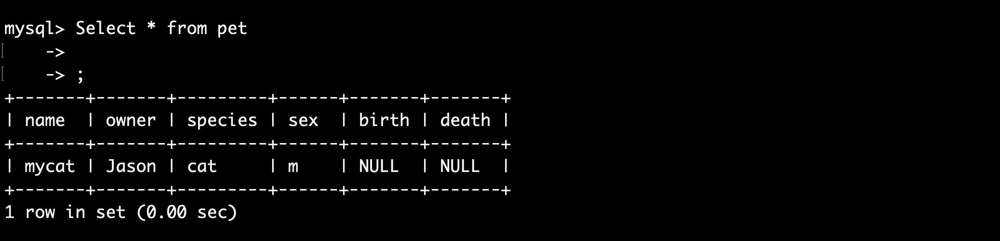 mysql> Select * from pet
    ->
    -> ;
+-------+-------+---------+------+-------+-------+
| name  | owner | species | sex  | birth | death |
+-------+-------+---------+------+-------+-------+
| mycat | Jason | cat     | m    | NULL  | NULL  |
+-------+-------+---------+------+-------+-------+
1 row in set (0.00 sec)